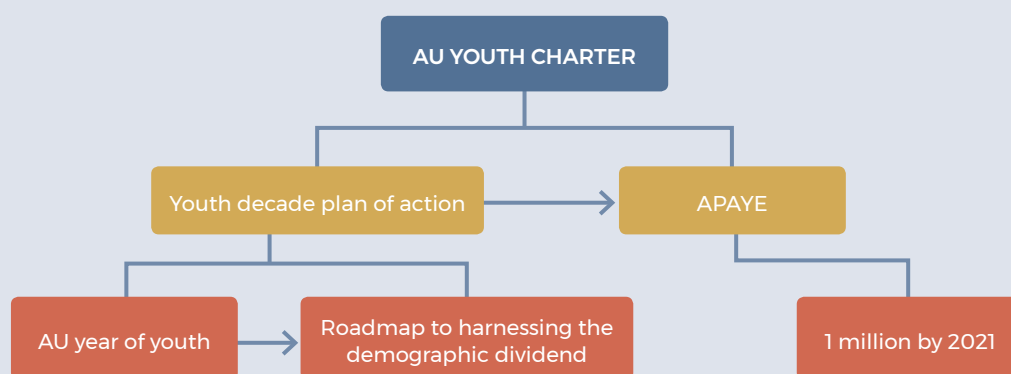 AU YOUTH CHARTER
Youth decade plan of action
APAYE
AU year of youth
Roadmap to harnessing the
demographic dividend
1 million by 2021